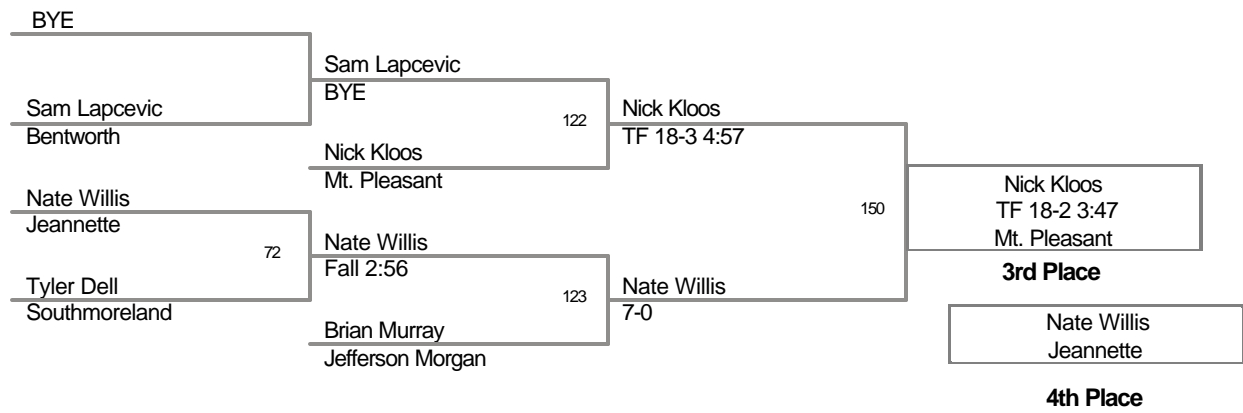 BYE
Sam Lapcevic
Bentworth
Nate Willis
Jeannette
72
Tyler Dell
Southmoreland
Sam Lapcevic
BYE
122
Nick Kloos
Mt. Pleasant
Nate Willis
Fall 2:56
123
Brian Murray
Jefferson Morgan
Nick Kloos
TF 18-3 4:57
150
Nate Willis
7-0
Nick Kloos
TF 18-2 3:47
Mt. Pleasant
3rd Place
Nate Willis
Jeannette
4th Place